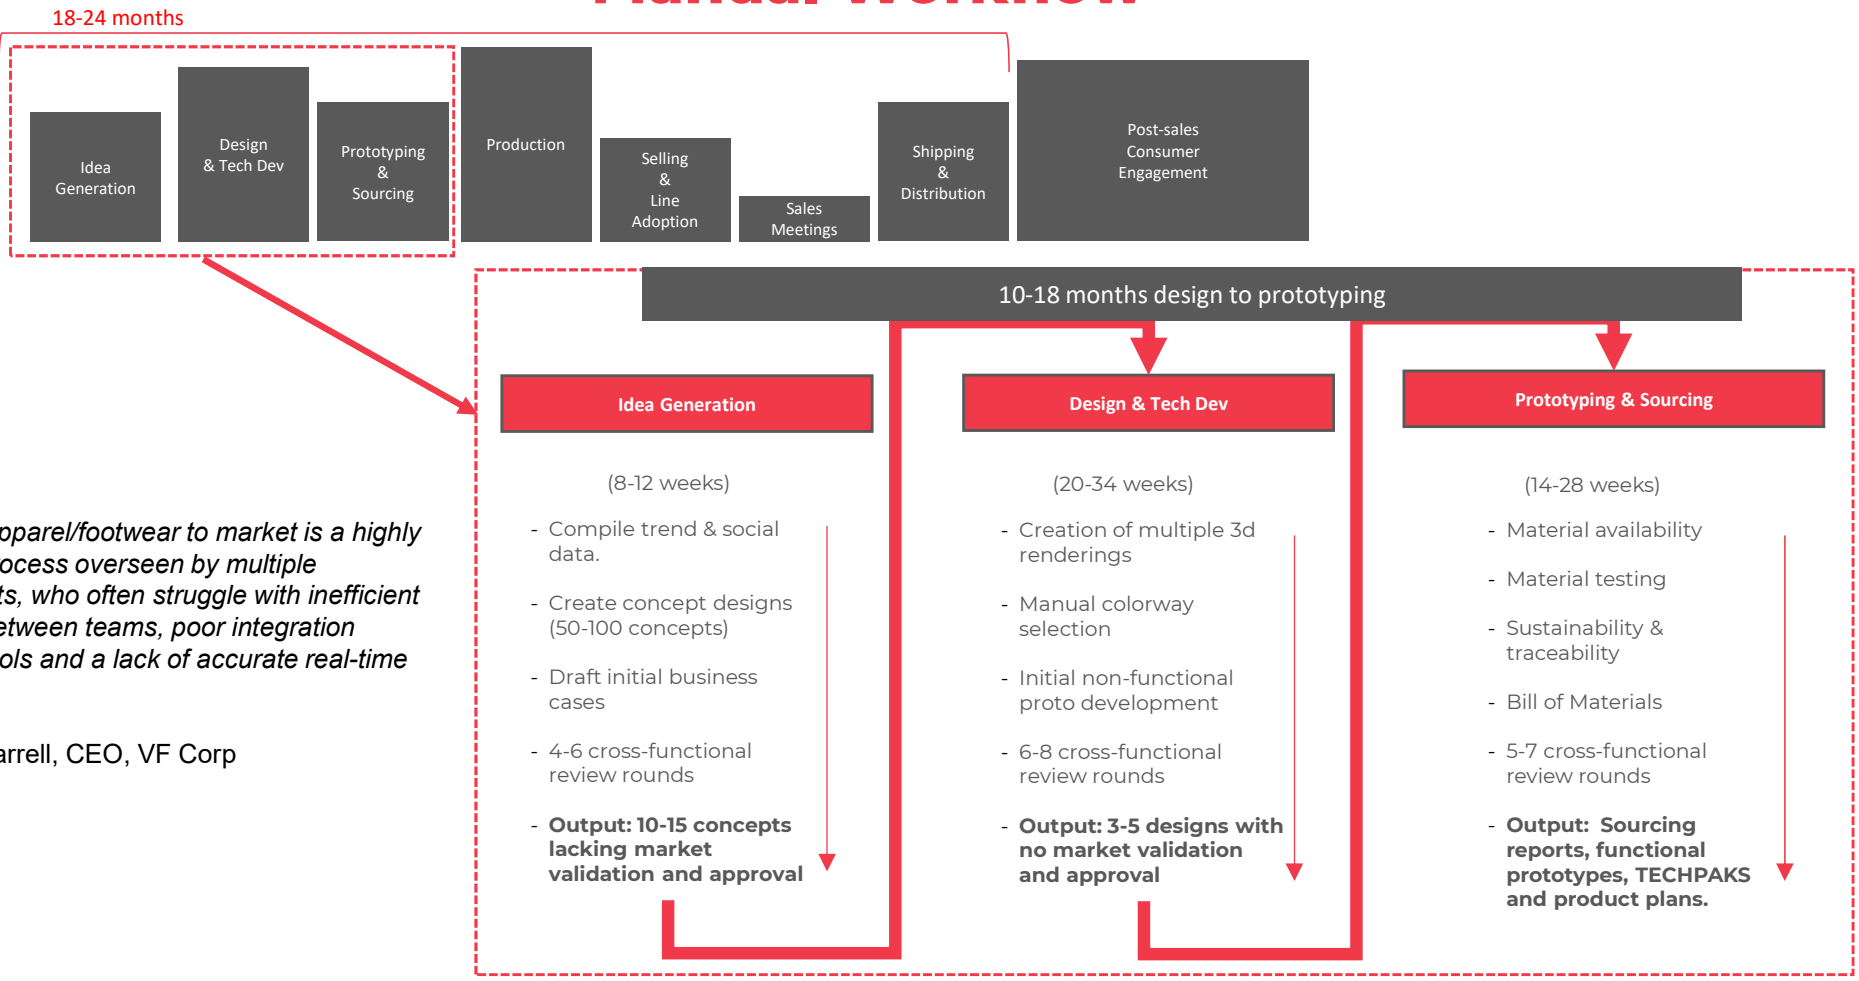 Manual Workflow
18-24 months
Idea
Generation
Design
& Tech Dev
Prototyping
&
Sourcing
Production
Selling
&
Line
Adoption
Sales
Meetings
Shipping
&
Distribution
Post-sales
Consumer
Engagement
10-18 months design to prototyping
Idea Generation
(8-12 weeks)
- Compile trend & social
data.
- Create concept designs
(50-100 concepts)
- Draft initial business
cases
- 4-6 cross-functional
review rounds
- Output: 10-15 concepts
lacking market
validation and approval
Design & Tech Dev
(20-34 weeks)
- Creation of multiple 3d
renderings
- Manual colorway
selection
- Initial non-functional
proto development
- 6-8 cross-functional
review rounds
- Output: 3-5 designs with
no market validation
and approval
Prototyping & Sourcing
(14-28 weeks)
- Material availability
- Material testing
- Sustainability &
traceability
- Bill of Materials
- 5-7 cross-functional
review rounds
- Output: Sourcing
reports, functional
prototypes, TECHPAKS
and product plans.
apparel/footwear to market is a highly
process overseen by multiple
who often struggle with inefficient
between teams, poor integration
and a lack of accurate real-time
CEO, VF Corp